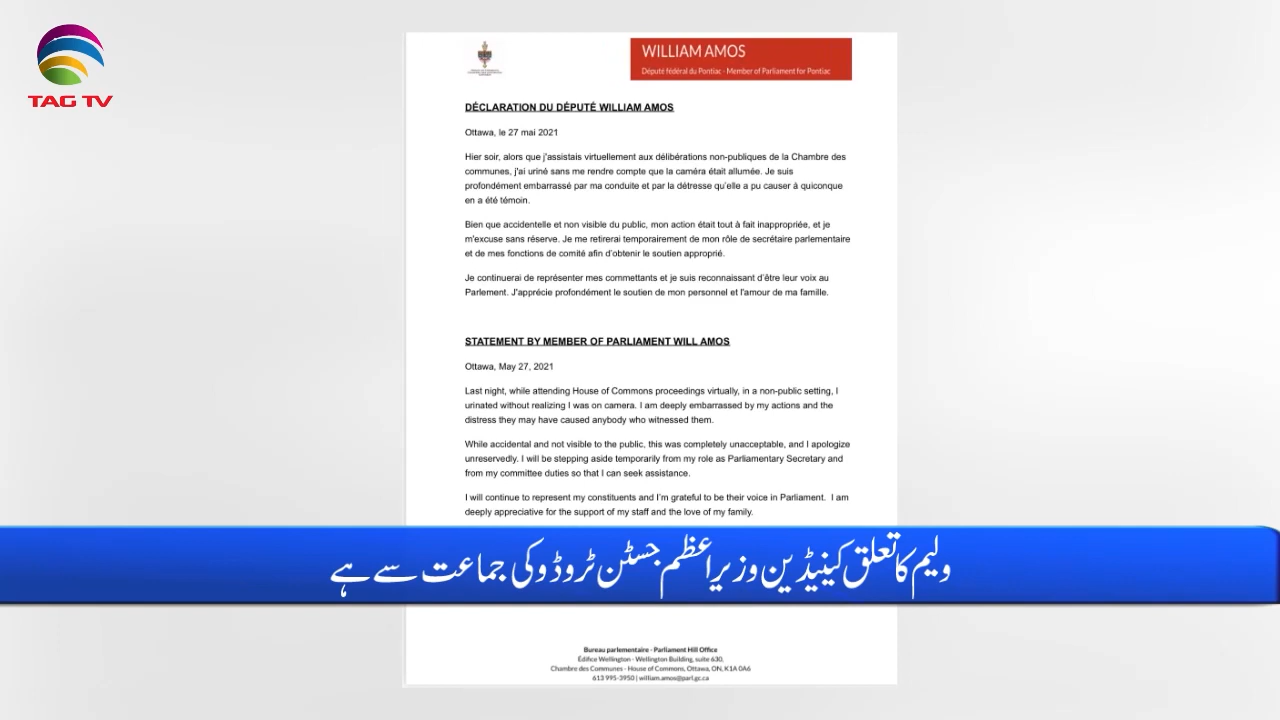 TAG TV
WILLIAM AMOS
Député fédéral du Pontiac - Member of Parliament for Pontiac
DÉCLARATION DU DÉPUTÉ WILLIAM AMOS
Ottawa, le 27 mai 2021
Hier soir, alors que j'assistais virtuellement aux délibérations non-publiques de la Chambre des
communes, j'ai uriné sans me rendre compte que la caméra était allumée. Je suis
profondément embarrassé par ma conduite et par la détresse qu'elle a pu causer à quiconque
en a été témoin.
Bien que accidentelle et non visible du public, mon action était tout à fait inappropriée, et je
m'excuse sans réserve. Je me retirerai temporairement de mon rôle de secrétaire parlementaire
et de mes fonctions de comité afin d'obtenir le soutien approprié.
Je continuerai de représenter mes commettants et je suis reconnaissant d'être leur voix au
Parlement. J'apprécie profondément le soutien de mon personnel et l'amour de ma famille.
STATEMENT BY MEMBER OF PARLIAMENT WILL AMOS
Ottawa, May 27, 2021
Last night, while attending House of Commons proceedings virtually, in a non-public setting, I
urinated without realizing I was on camera. I am deeply embarrassed by my actions and the
distress they may have caused anybody who witnessed them.
While accidental and not visible to the public, this was completely unacceptable, and I apologize
unreservedly. I will be stepping aside temporarily from my role as Parliamentary Secretary and
from my committee duties so that I can seek assistance.
I will continue to represent my constituents and I'm grateful to be their voice in Parliament. I am
deeply appreciative for the support of my staff and the love of my family.
ولیم کا تعلق کینیڈین وزیراعظم جسٹن ٹروڈو کی جماعت سے ہے
Bureau parlementaire - Parliament Hill Office
Édifice Wellington - Wellington Building, suite 630,
Chambre des Communes - House of Commons, Ottawa, ON, K1A 0A6
613 995-3950 | william.amos@parl.gc.ca